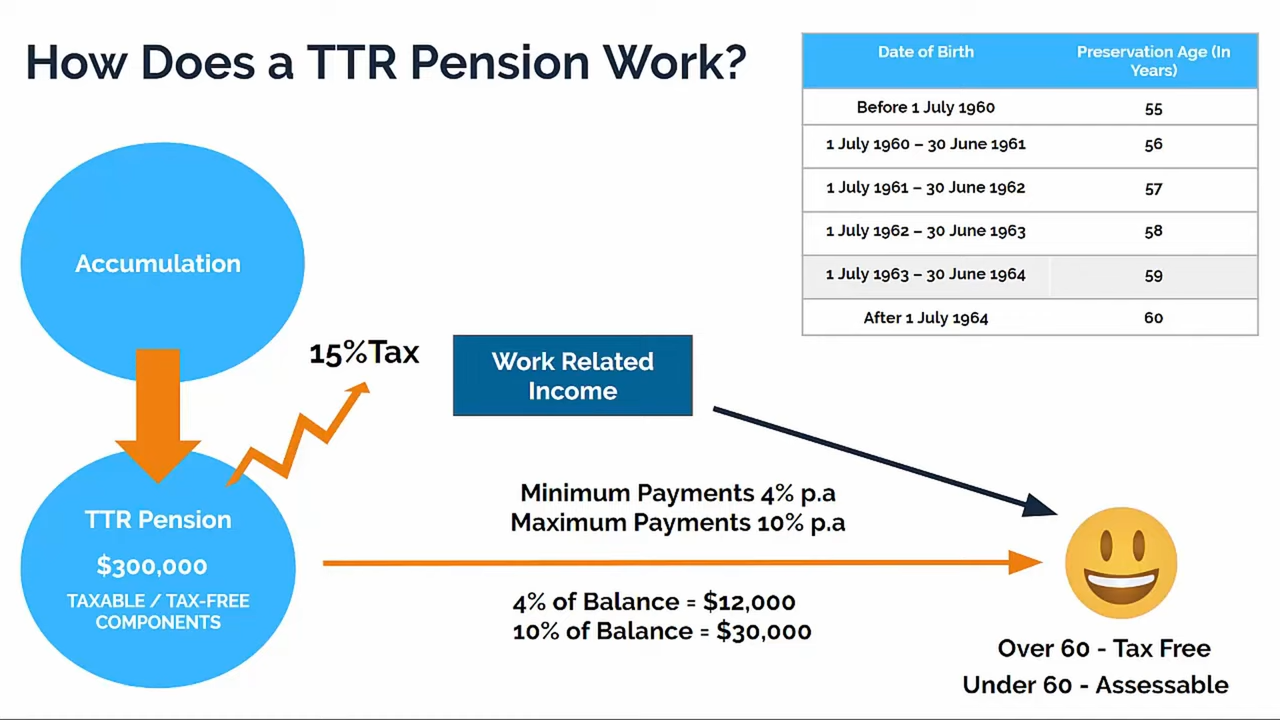 How Does a TTR Pension Work?
Date of Birth Preservation Age (In
Years)
Before 1 July 1960 55
1 July 1960 – 30 June 1961 56
1 July 1961 – 30 June 1962 57
1 July 1962 – 30 June 1963 58
1 July 1963 – 30 June 1964 59
After 1 July 1964 60
Accumulation
15%Tax
Work Related
Income
TTR Pension
$300,000
TAXABLE / TAX-FREE
COMPONENTS
Minimum Payments 4% p.a
Maximum Payments 10% p.a
4% of Balance = $12,000
10% of Balance = $30,000
Over 60 - Tax Free
Under 60 - Assessable